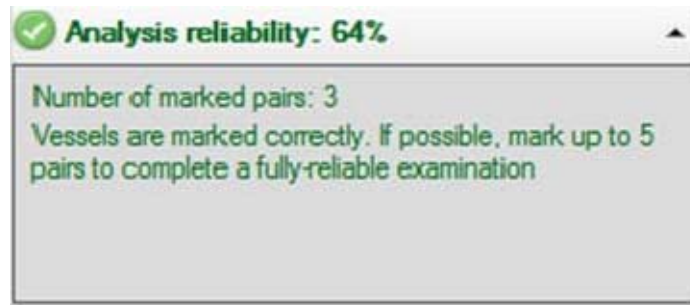 Analysis reliability: 64%
Number of marked pairs: 3
Vessels are marked correctly. If possible, mark up to 5
pairs to complete a fully-reliable examination